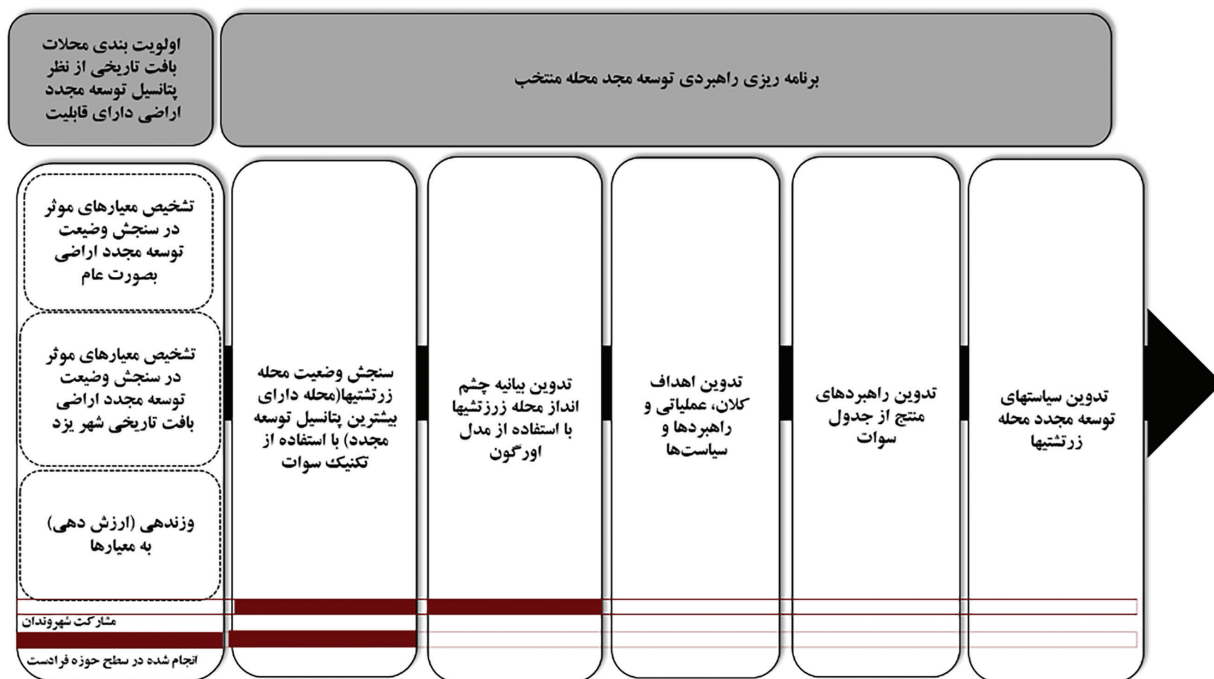 اولویت بندی محلات
بافت تاریخی از نظر
پتانسیل توسعه مجدد
اراضی دارای قابلیت
برنامه ریزی راهبردی توسعه مجد محله منتخب
تشخیص معیارهای موثر
در سنجش وضیعت
توسعه مجدد اراضی
بصورت عام
تشخیص معیارهای موثر
در سنجش وضیعت
توسعه مجدد اراضی
بافت تاریخی شهر یزد
وزندهی (ارزش دهی)
به معیارها
سنجش وضعیت محله
زرتشتیها(محله دارای
بیشترین پتانسیل توسعه
مجدد) با استفاده از
تکنیک سوات
تدوین بیانیه چشم
انداز محله زرزتشیها
با استفاده از مدل
اورگون
تدوین اهداف
کلان، عملیاتی و
راهبردها و
سیاست‌ها
تدوین راهبردهای
منتج از جدول
سوات
تدوین سیاستهای
توسعه مجدد محله
زرتشتیها
مشارکت شهروندان
انجام شده در سطح حوزه فرادست